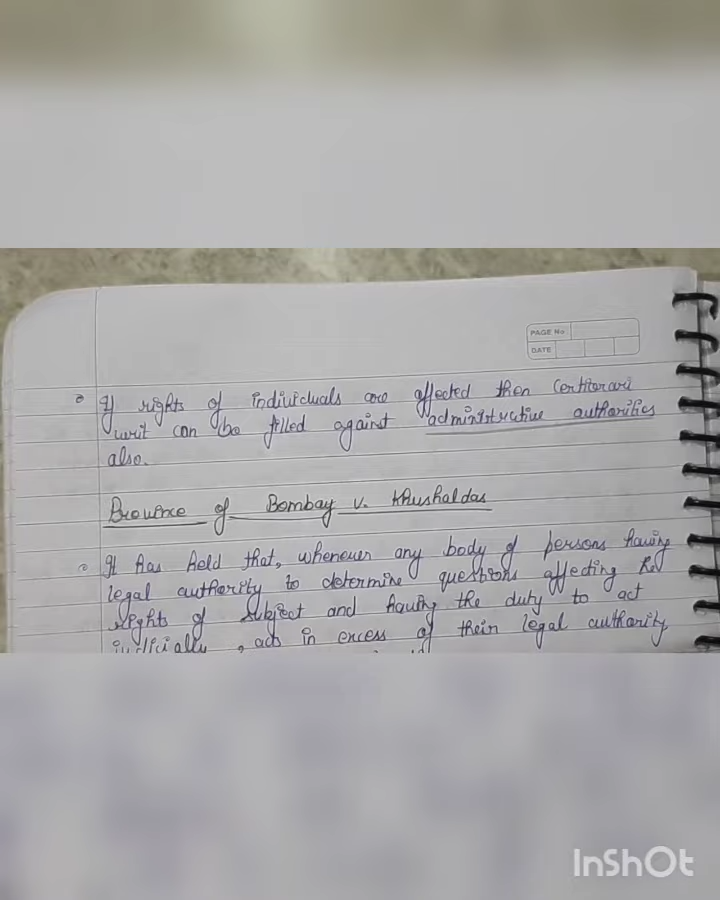 PAGE No.
DATE
If rights of individuals are affected then Certiorari
writ can be filled against administrative authorities
also.
Province of Bombay v. Khushaldas
It has held that, whenever any body of persons having
legal authority to determine questions affecting the
rights of subject and having the duty to act
judicially, acts in excess of their legal authority
InShOt